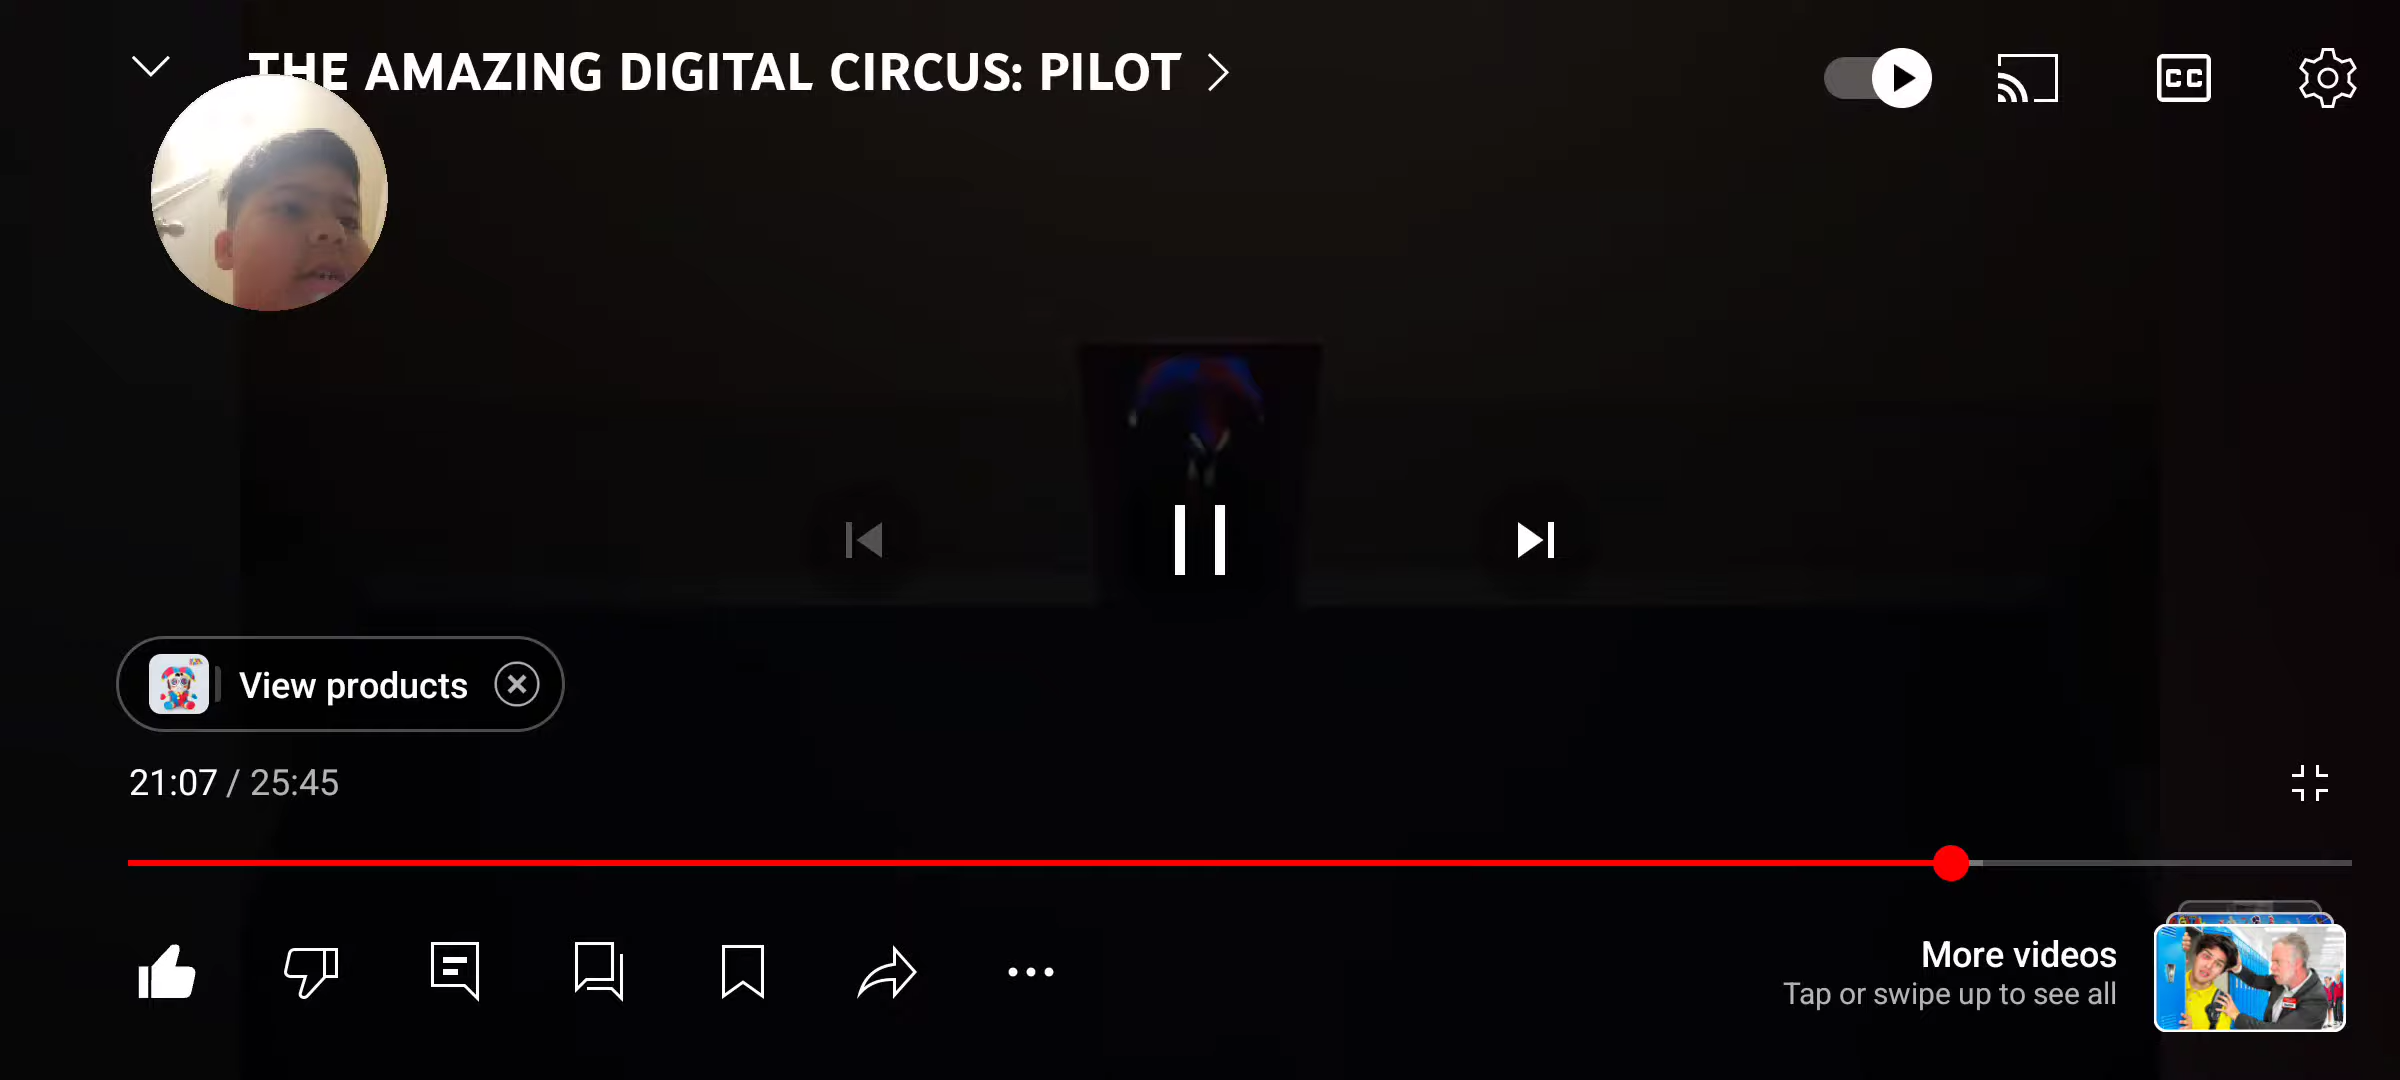 THE AMAZING DIGITAL CIRCUS: PILOT
CC
View products
21:07 / 25:45
More videos
Tap or swipe up to see all